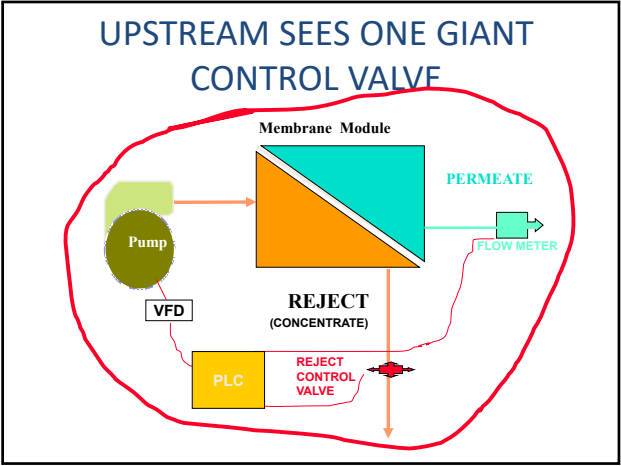 UPSTREAM SEES ONE GIANT
CONTROL VALVE
Membrane Module
PERMEATE
Pump
FLOW METER
REJECT
(CONCENTRATE)
VFD
REJECT
CONTROL
VALVE
PLC